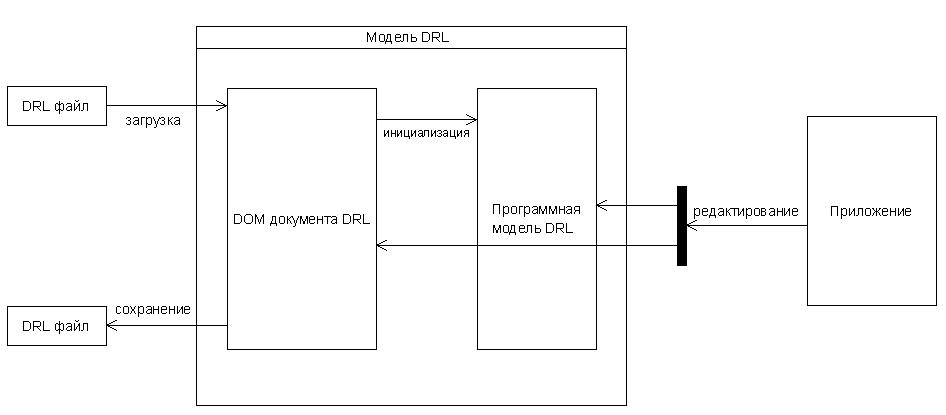 Модель DRL
DRL файл
загрузка
инициализация
DOM документа DRL
Программная
модель DRL
редактирование
Приложение
сохранение
DRL файл